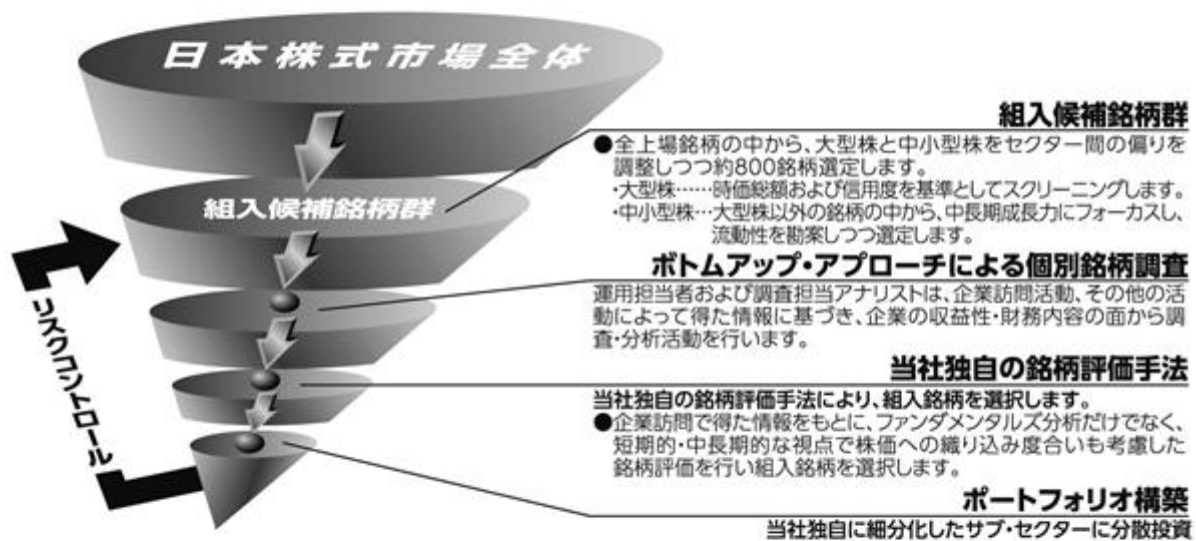 日本株式市場全体
組入候補銘柄群
リスクコントロール
組入候補銘柄群
●全上場銘柄の中から、大型株と中小型株をセクター間の偏りを
調整しつつ約800銘柄選定します。
・大型株……時価総額および信用度を基準としてスクリーニングします。
・中小型株…大型株以外の銘柄の中から、中長期成長力にフォーカスし、
流動性を勘案しつつ選定します。
ボトムアップ・アプローチによる個別銘柄調査
運用担当者および調査担当アナリストは、企業訪問活動、その他の活
動によって得た情報に基づき、企業の収益性・財務内容の面から調
査・分析活動を行います。
当社独自の銘柄評価手法
当社独自の銘柄評価手法により、組入銘柄を選択します。
●企業訪問で得た情報をもとに、ファンダメンタルズ分析だけでなく、
短期的・中長期的な視点で株価への織り込み度合いも考慮した
銘柄評価を行い組入銘柄を選択します。
ポートフォリオ構築
当社独自に細分化したサブ・セクターに分散投資